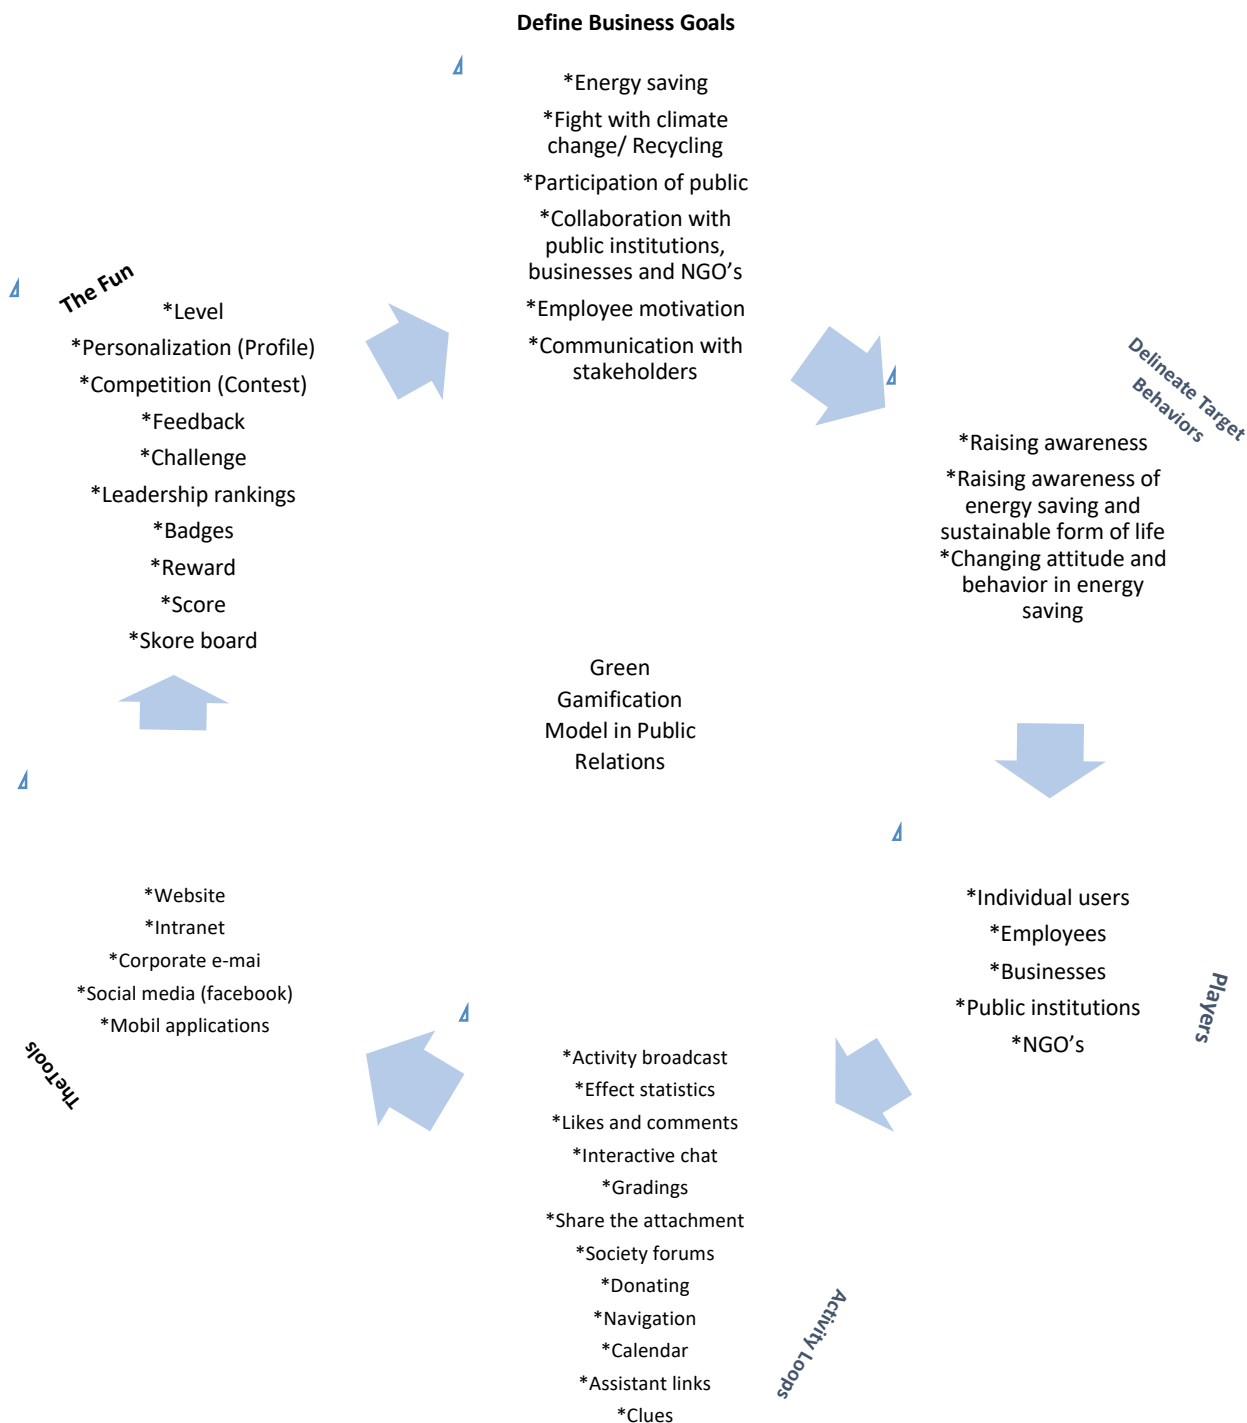 Define Business Goals
*Energy saving
*Fight with climate
change/ Recycling
*Participation of public
*Collaboration with
public institutions,
businesses and NGO’s
*Employee motivation
*Communication with
stakeholders
Delineate Target
Behaviors
*Raising awareness
*Raising awareness of
energy saving and
sustainable form of life
*Changing attitude and
behavior in energy
saving
Players
*Individual users
*Employees
*Businesses
*Public institutions
*NGO’s
Activity Loops
*Activity broadcast
*Effect statistics
*Likes and comments
*Interactive chat
*Gradings
*Share the attachment
*Society forums
*Donating
*Navigation
*Calendar
*Assistant links
*Clues
TheTools
*Website
*Intranet
*Corporate e-mai
*Social media (facebook)
*Mobil applications
The Fun
*Level
*Personalization (Profile)
*Competition (Contest)
*Feedback
*Challenge
*Leadership rankings
*Badges
*Reward
*Score
*Skore board
Green
Gamification
Model in Public
Relations